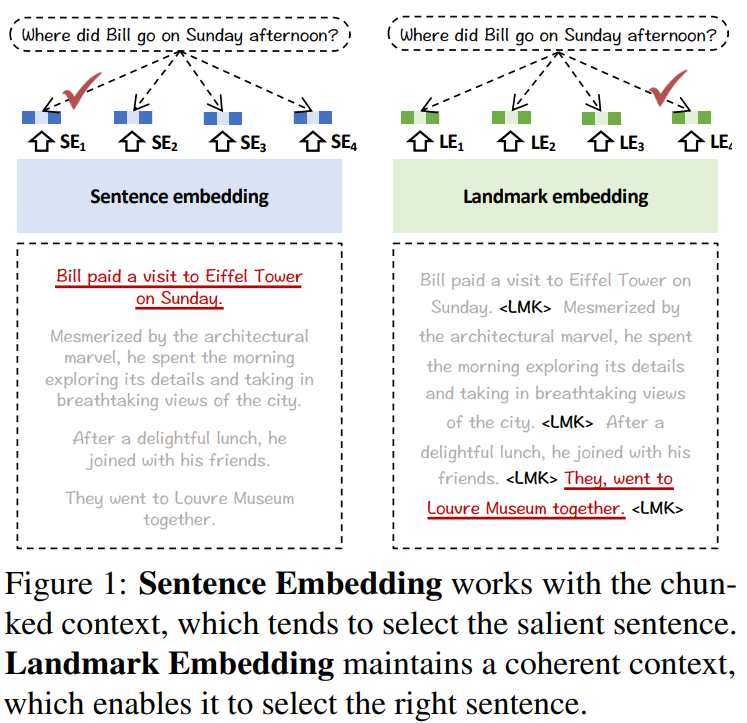 Where did Bill go on Sunday afternoon?
SE1 SE2 SE3 SE4
Sentence embedding
Bill paid a visit to Eiffel Tower
on Sunday.
Mesmerized by the architectural
marvel, he spent the morning
exploring its details and taking in
breathtaking views of the city.
After a delightful lunch, he
joined with his friends.
They went to Louvre Museum
together.
Where did Bill go on Sunday afternoon?
LE1 LE2 LE3 LE4
Landmark embedding
Bill paid a visit to Eiffel Tower on
Sunday. <LMK> Mesmerized by
the architectural marvel, he spent
the morning exploring its details
and taking in breathtaking views
of the city. <LMK> After a
delightful lunch, he joined with his
friends. <LMK> They, went to
Louvre Museum together. <LMK>
Figure 1: Sentence Embedding works with the chun-
ked context, which tends to select the salient sentence.
Landmark Embedding maintains a coherent context,
which enables it to select the right sentence.